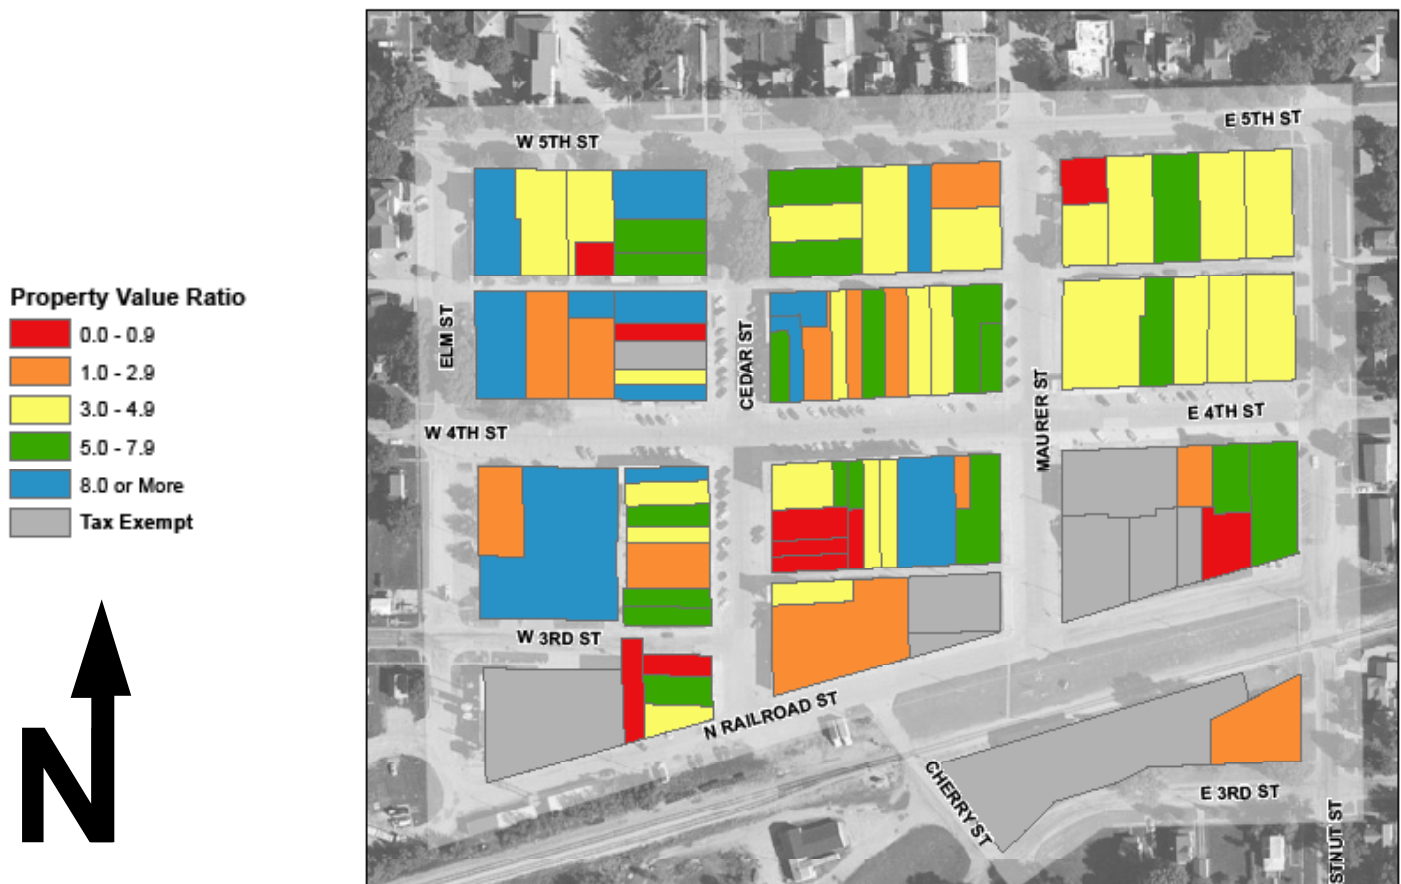 W 5TH ST
E 5TH ST
Property Value Ratio
0.0 - 0.9
1.0 - 2.9
3.0 - 4.9
5.0 - 7.9
8.0 or More
Tax Exempt
ELM ST
CEDAR ST
MAURER ST
W 4TH ST
E 4TH ST
W 3RD ST
N RAILROAD ST
CHERRY ST
E 3RD ST
STNUT ST
N